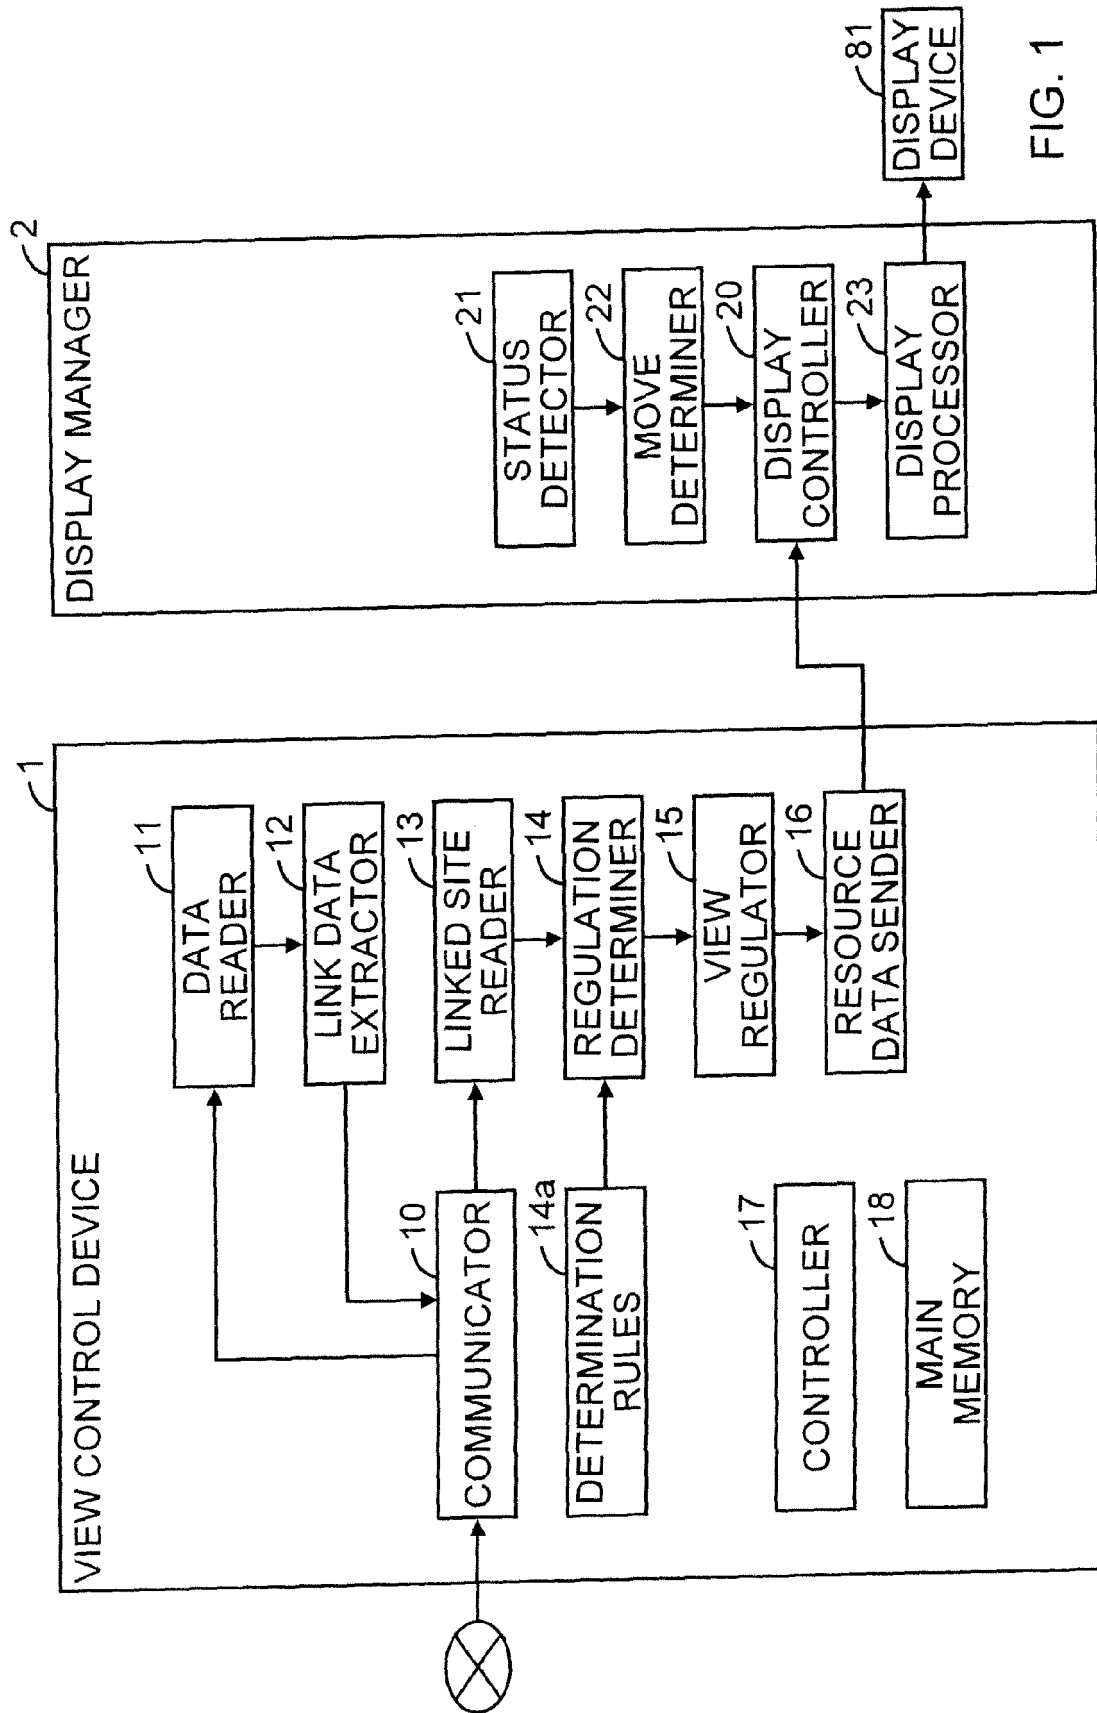 VIEW CONTROL DEVICE
1
DATA
READER
11
LINK DATA
EXTRACTOR
12
COMMUNICATOR
10
LINKED SITE
READER
13
DETERMINATION
RULES
14a
REGULATION
DETERMINER
14
VIEW
REGULATOR
15
CONTROLLER
17
RESOURCE
DATA SENDER
16
MAIN
MEMORY
18
DISPLAY MANAGER
2
STATUS
DETECTOR
21
MOVE
DETERMINER
22
DISPLAY
CONTROLLER
20
DISPLAY
PROCESSOR
23
DISPLAY
DEVICE
81
FIG. 1